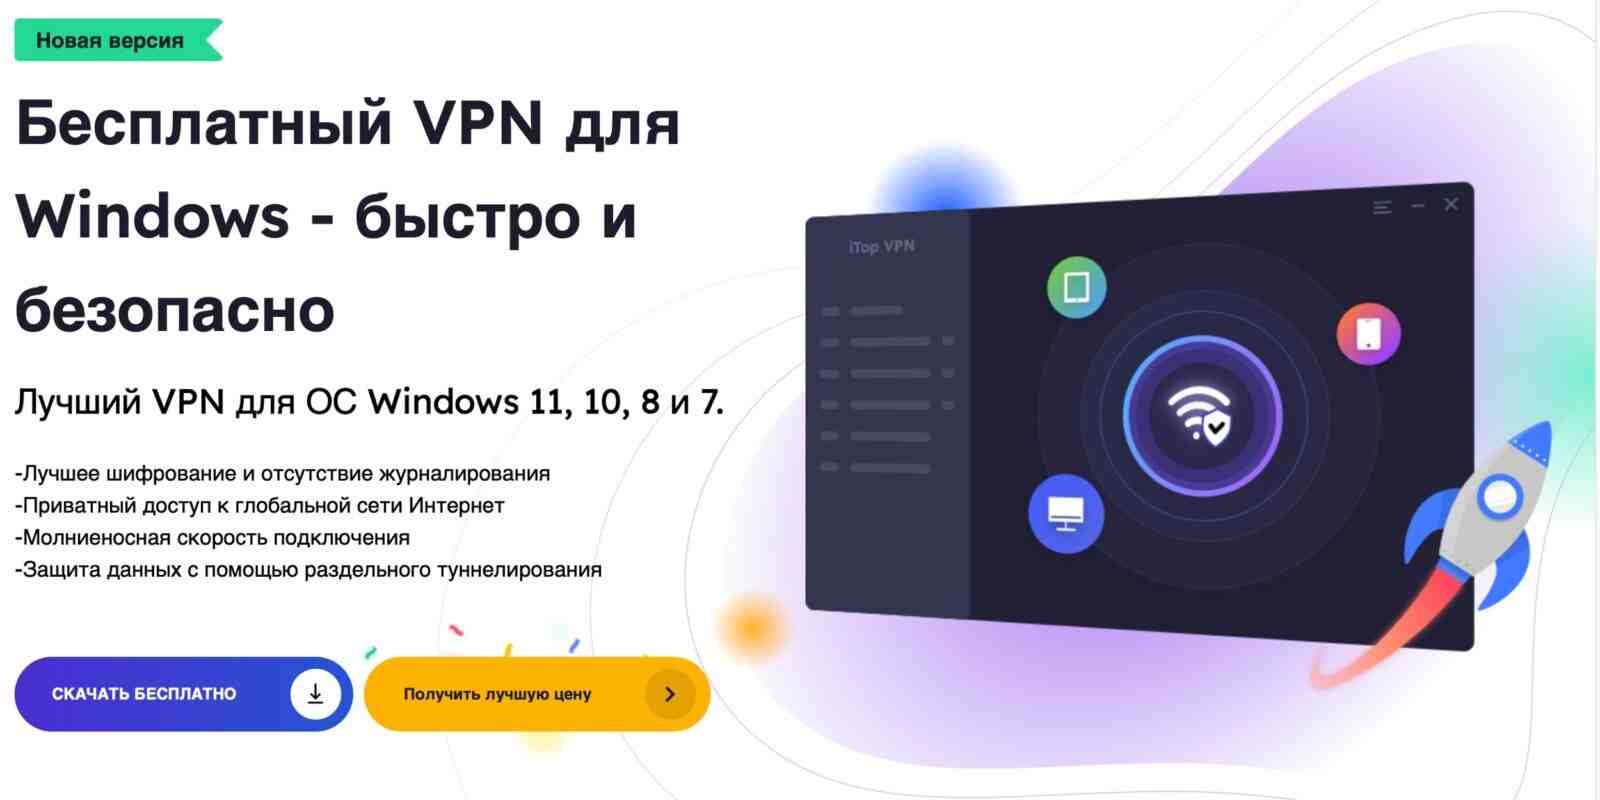 Новая версия
Бесплатный VPN для
Windows - быстро и
безопасно
Лучший VPN для ОС Windows 11, 10, 8 и 7.
-Лучшее шифрование и отсутствие журналирования
-Приватный доступ к глобальной сети Интернет
-Молниеносная скорость подключения
-Защита данных с помощью раздельного туннелирования
СКАЧАТЬ БЕСПЛАТНО
Получить лучшую цену
iTop VPN